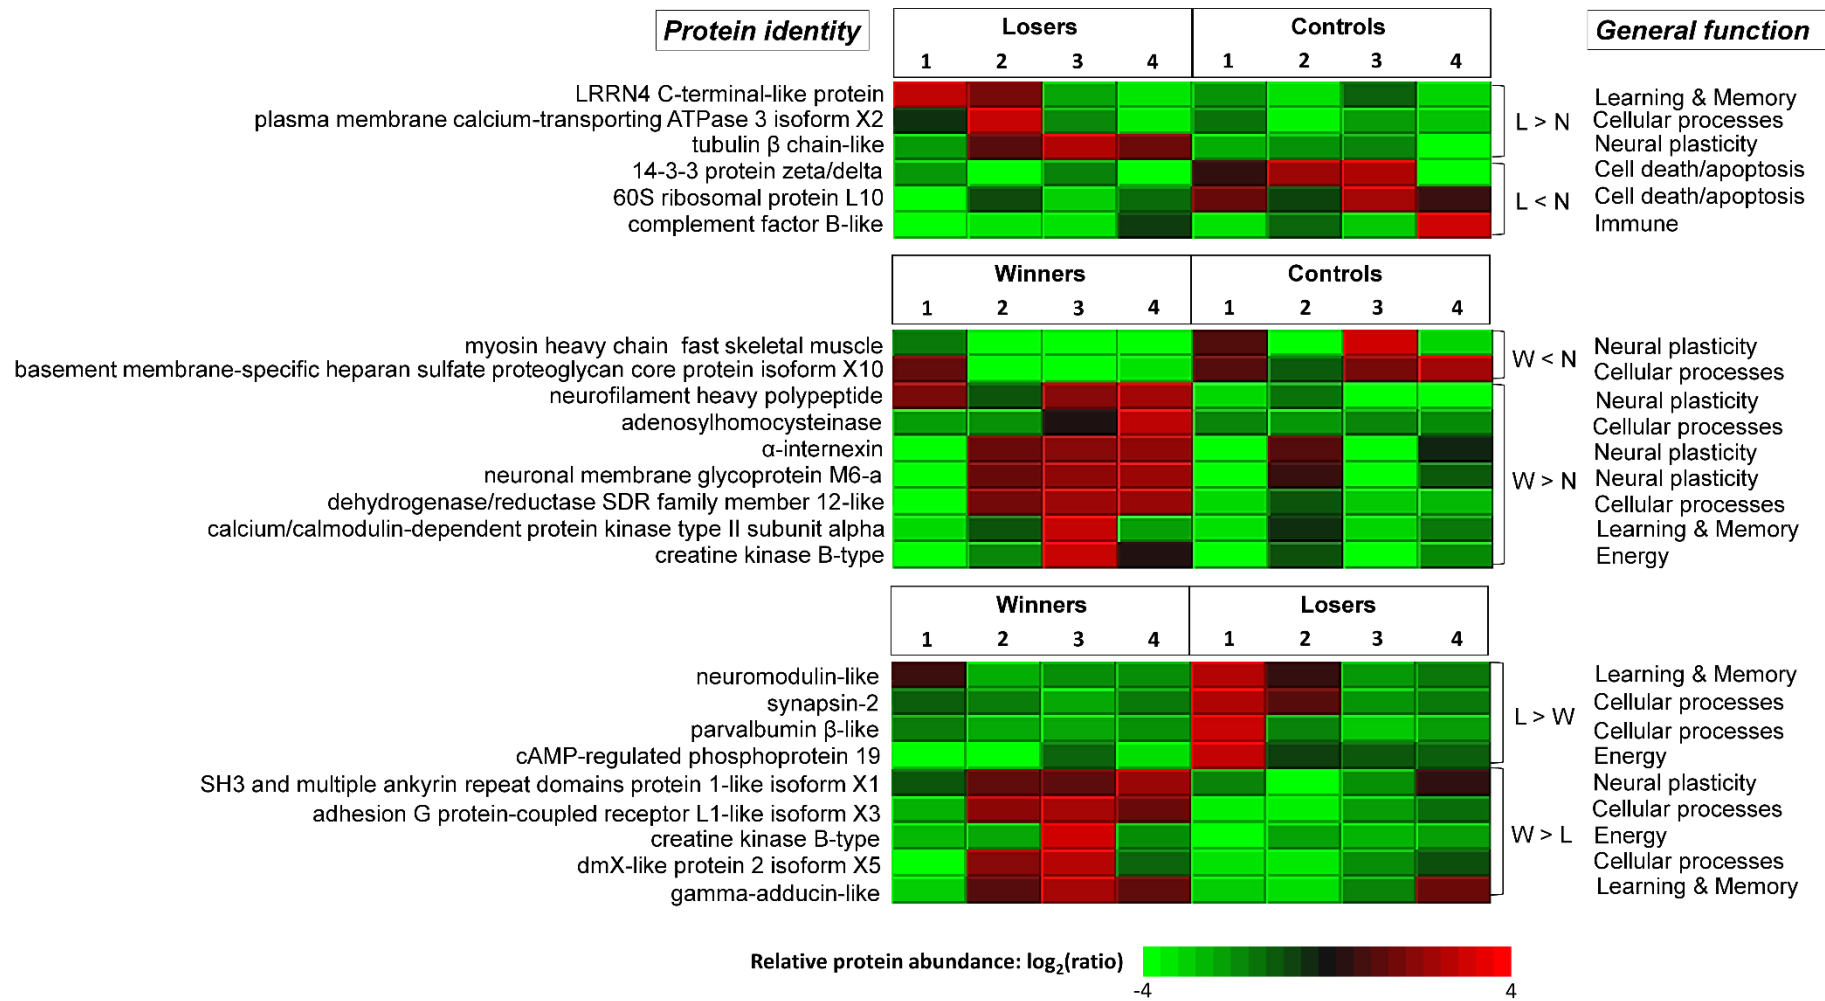 Protein identity
Losers
Controls
General function
1 2 3 4 1 2 3 4
LRRN4 C-terminal-like protein
Learning & Memory
plasma membrane calcium-transporting ATPase 3 isoform X2
L > N
Cellular processes
tubulin β chain-like
Neural plasticity
14-3-3 protein zeta/delta
Cell death/apoptosis
60S ribosomal protein L10
L < N
Cell death/apoptosis
complement factor B-like
Immune
Winners
Controls
1 2 3 4 1 2 3 4
myosin heavy chain fast skeletal muscle
W < N
Neural plasticity
basement membrane-specific heparan sulfate proteoglycan core protein isoform X10
Cellular processes
neurofilament heavy polypeptide
Neural plasticity
adenosylhomocysteinase
Cellular processes
α-internexin
Neural plasticity
neuronal membrane glycoprotein M6-a
W > N
Neural plasticity
dehydrogenase/reductase SDR family member 12-like
Cellular processes
calcium/calmodulin-dependent protein kinase type II subunit alpha
Learning & Memory
creatine kinase B-type
Energy
Winners
Losers
1 2 3 4 1 2 3 4
neuromodulin-like
Learning & Memory
synapsin-2
L > W
Cellular processes
parvalbumin β-like
Cellular processes
cAMP-regulated phosphoprotein 19
Energy
SH3 and multiple ankyrin repeat domains protein 1-like isoform X1
Neural plasticity
adhesion G protein-coupled receptor L1-like isoform X3
Cellular processes
creatine kinase B-type
W > L
Energy
dmX-like protein 2 isoform X5
Cellular processes
gamma-adducin-like
Learning & Memory
Relative protein abundance: log₂(ratio)
-4 4